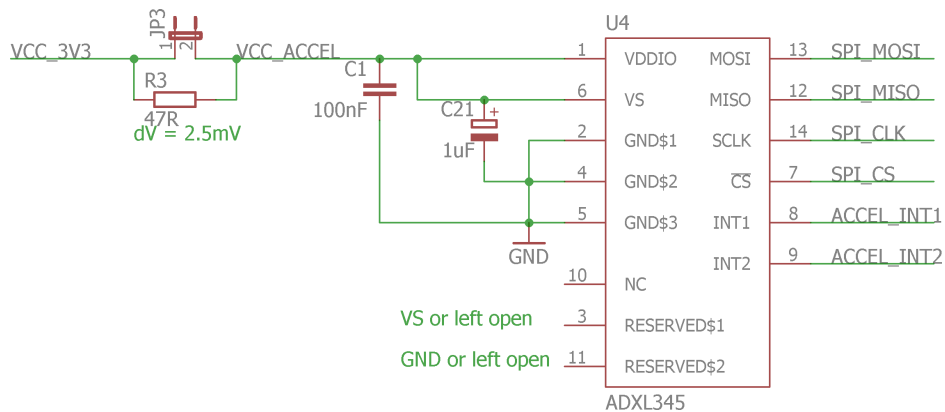 JP3
1
2
VCC_3V3
VCC_ACCEL
R3
47R
dV = 2.5mV
C1
100nF
C21
+
1uF
GND
U4
1 VDDIO MOSI 13 SPI_MOSI
6 VS MISO 12 SPI_MISO
2 GND$1 SCLK 14 SPI_CLK
4 GND$2 CS 7 SPI_CS
5 GND$3 INT1 8 ACCEL_INT1
INT2 9 ACCEL_INT2
10 NC
VS or left open 3 RESERVED$1
GND or left open 11 RESERVED$2
ADXL345